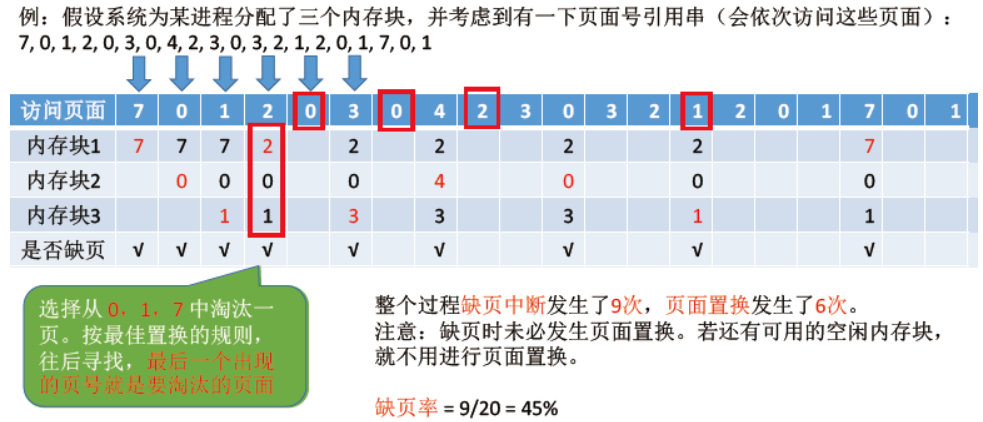 例：假设系统为某进程分配了三个内存块，并考虑到有一下页面号引用串（会依次访问这些页面）：
7, 0, 1, 2, 0, 3, 0, 4, 2, 3, 0, 3, 2, 1, 2, 0, 1, 7, 0, 1
访问页面 7 0 1 2 0 3 0 4 2 3 0 3 2 1 2 0 1 7 0 1
内存块1 7 7 7 2 2 2 2 2 7
内存块2 0 0 0 0 4 0 0 0
内存块3 1 1 3 3 3 1 1
是否缺页 √ √ √ √ √ √ √ √ √
选择从 0，1，7 中淘汰一
页。按最佳置换的规则，
往后寻找，最后一个出现
的页号就是要淘汰的页面
整个过程缺页中断发生了9次，页面置换发生了6次。
注意：缺页时未必发生页面置换。若还有可用的空闲内存块，
就不用进行页面置换。
缺页率 = 9/20 = 45%